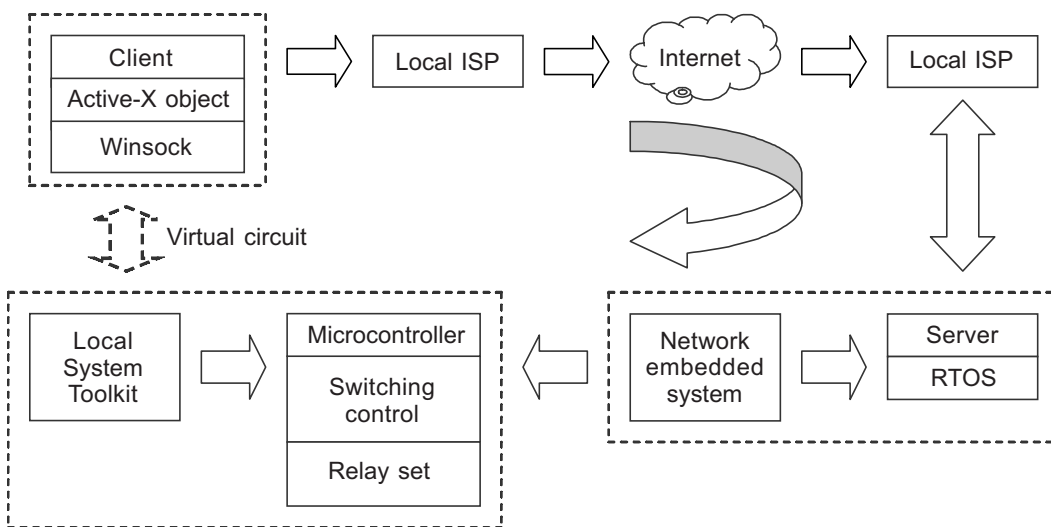 Client
Active-X object
Winsock
Local ISP
Internet
Local ISP
Virtual circuit
Local
System
Toolkit
Microcontroller
Switching
control
Relay set
Network
embedded
system
Server
RTOS